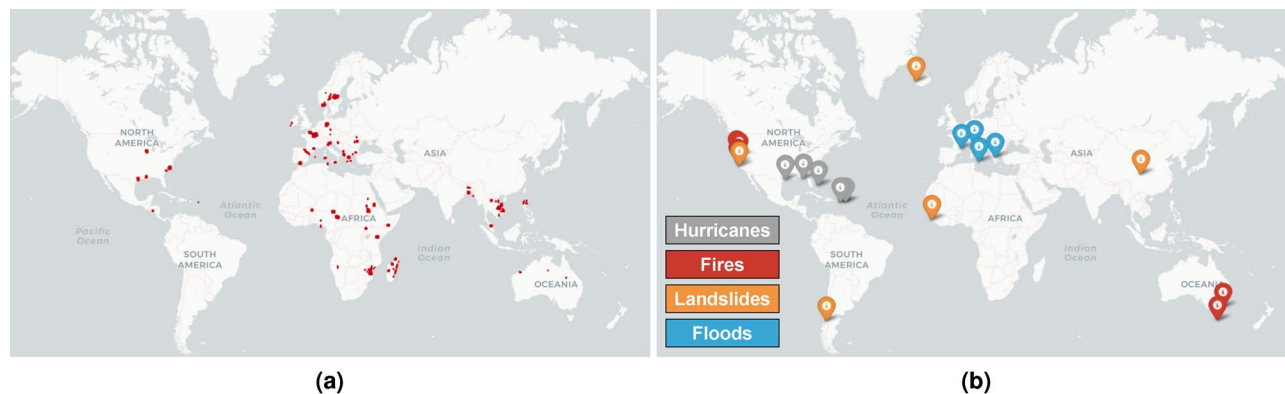 NORTH
AMERICA
ASIA
Atlantic
Ocean
AFRICA
Pacific
Ocean
SOUTH
AMERICA
Indian
Ocean
OCEANIA
(a)
NORTH
AMERICA
ASIA
Atlantic
Ocean
AFRICA
Hurricanes
Fires
Landslides
Floods
SOUTH
AMERICA
Indian
Ocean
OCEANIA
(b)